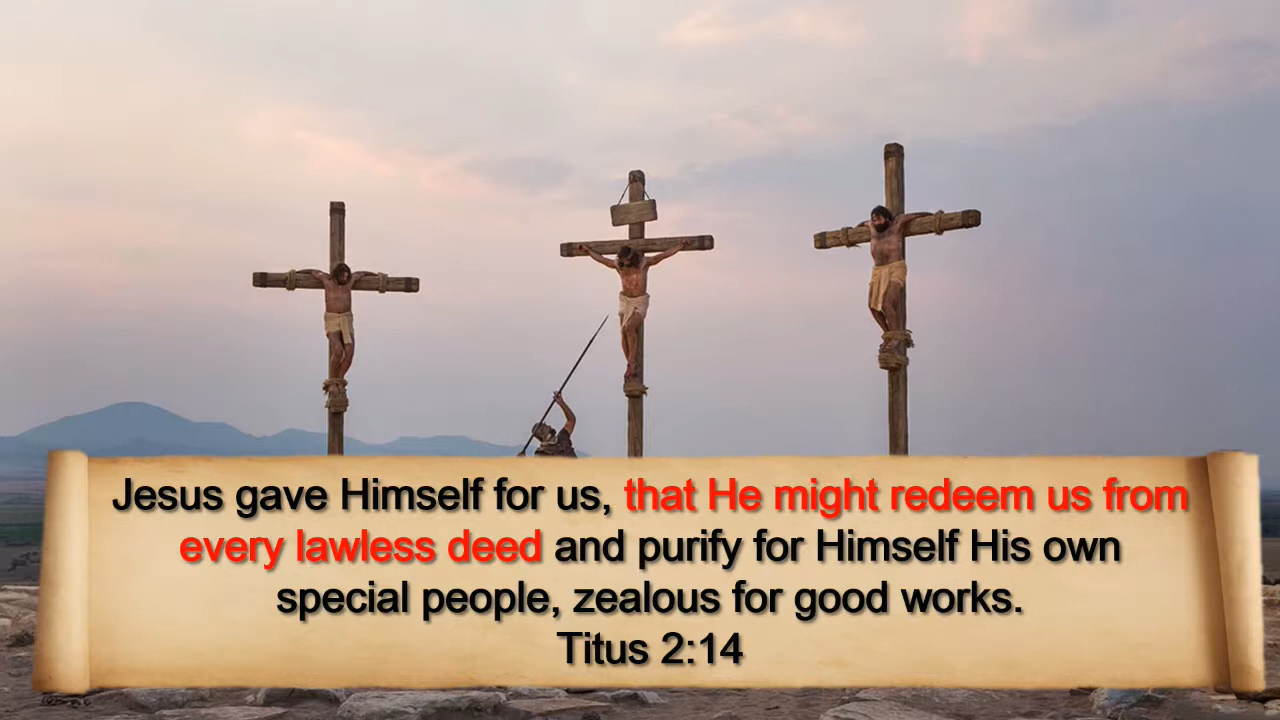 Jesus gave Himself for us, that He might redeem us from
every lawless deed and purify for Himself His own
special people, zealous for good works.
Titus 2:14